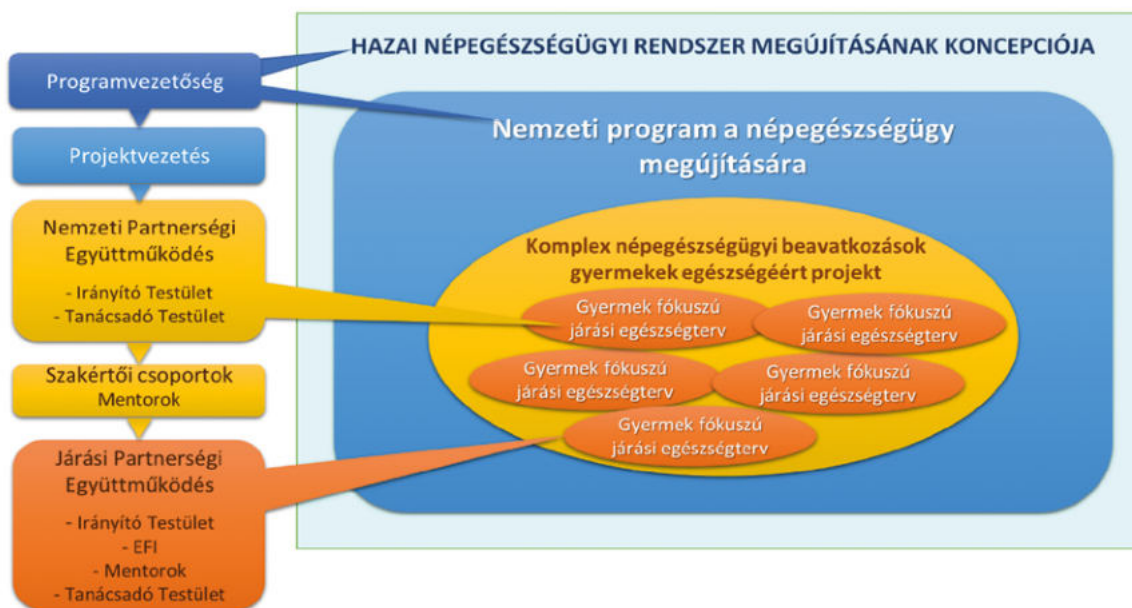 HAZAI NÉPEGÉSZSÉGÜGYI RENDSZER MEGÚJÍTÁSÁNAK KONCEPCIÓJA
Programvezetőség
Projektvezetés
Nemzeti Partnerségi
Együttműködés
- Irányító Testület
- Tanácsadó Testület
Szakértői csoportok
Mentorok
Járási Partnerségi
Együttműködés
- Irányító Testület
- EFI
- Mentorok
- Tanácsadó Testület
Nemzeti program a népegészségügy
megújítására
Komplex népegészségügyi beavatkozások
gyermekek egészségéért projekt
Gyermek fókuszú
járási egészségterv
Gyermek fókuszú
járási egészségterv
Gyermek fókuszú
járási egészségterv
Gyermek fókuszú
járási egészségterv
Gyermek fókuszú
járási egészségterv